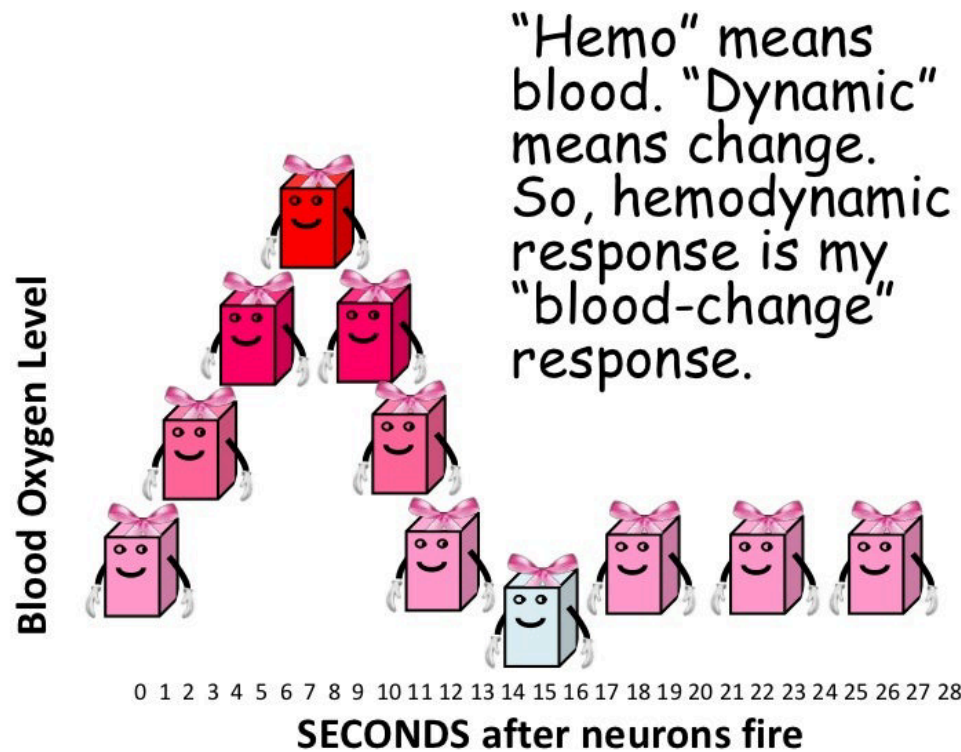 “Hemo” means
blood. “Dynamic”
means change.
So, hemodynamic
response is my
“blood-change”
response.
Blood Oxygen Level
0 1 2 3 4 5 6 7 8 9 10 11 12 13 14 15 16 17 18 19 20 21 22 23 24 25 26 27 28
SECONDS after neurons fire